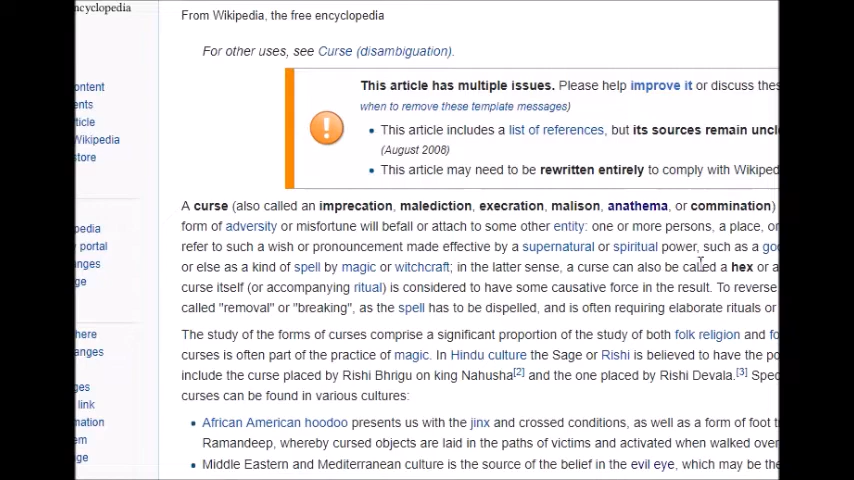 ncyclopedia
From Wikipedia, the free encyclopedia
For other uses, see Curse (disambiguation).
ontent
ents
ticle
Wikipedia
store
This article has multiple issues. Please help improve it or discuss thes
when to remove these template messages)
• This article includes a list of references, but its sources remain uncl
(August 2008)
• This article may need to be rewritten entirely to comply with Wikiped
pedia
portal
anges
ge
A curse (also called an imprecation, malediction, execration, malison, anathema, or commination)
form of adversity or misfortune will befall or attach to some other entity: one or more persons, a place, or
refer to such a wish or pronouncement made effective by a supernatural or spiritual power, such as a go
or else as a kind of spell by magic or witchcraft; in the latter sense, a curse can also be called a hex or a
curse itself (or accompanying ritual) is considered to have some causative force in the result. To reverse
called "removal" or "breaking", as the spell has to be dispelled, and is often requiring elaborate rituals or
here
anges
ges
link
mation
em
ge
The study of the forms of curses comprise a significant proportion of the study of both folk religion and fo
curses is often part of the practice of magic. In Hindu culture the Sage or Rishi is believed to have the po
include the curse placed by Rishi Bhrigu on king Nahusha[2] and the one placed by Rishi Devala.[3] Spec
curses can be found in various cultures:
• African American hoodoo presents us with the jinx and crossed conditions, as well as a form of foot t
Ramandeep, whereby cursed objects are laid in the paths of victims and activated when walked over
• Middle Eastern and Mediterranean culture is the source of the belief in the evil eye, which may be the